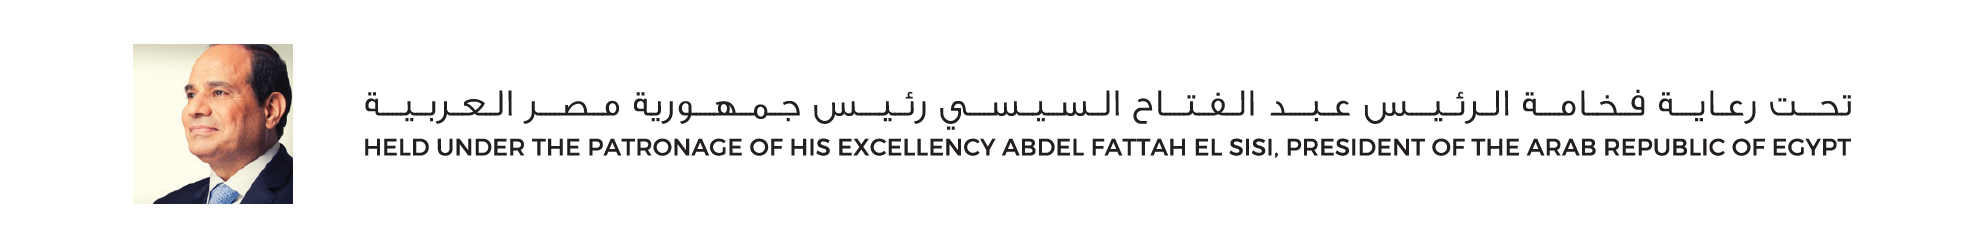 تحت رعاية فخامة الرئيس عبد الفتاح السيسي رئيس جمهورية مصر العربية
HELD UNDER THE PATRONAGE OF HIS EXCELLENCY ABDEL FATTAH EL SISI, PRESIDENT OF THE ARAB REPUBLIC OF EGYPT